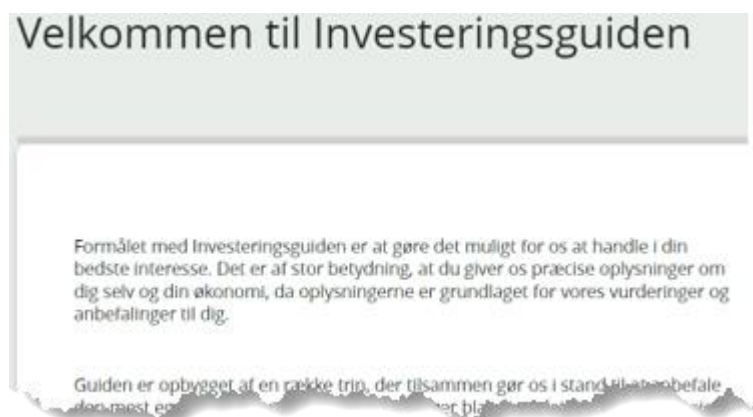 Velkommen til Investeringsguiden
Formålet med Investeringsguiden er at gøre det muligt for os at handle i din
bedste interesse. Det er af stor betydning, at du giver os præcise oplysninger om
dig selv og din økonomi, da oplysningerne er grundlaget for vores vurderinger og
anbefalinger til dig.
Guiden er opbygget af en række trin, der tilsammen gør os i stand til at anbefale
den mest